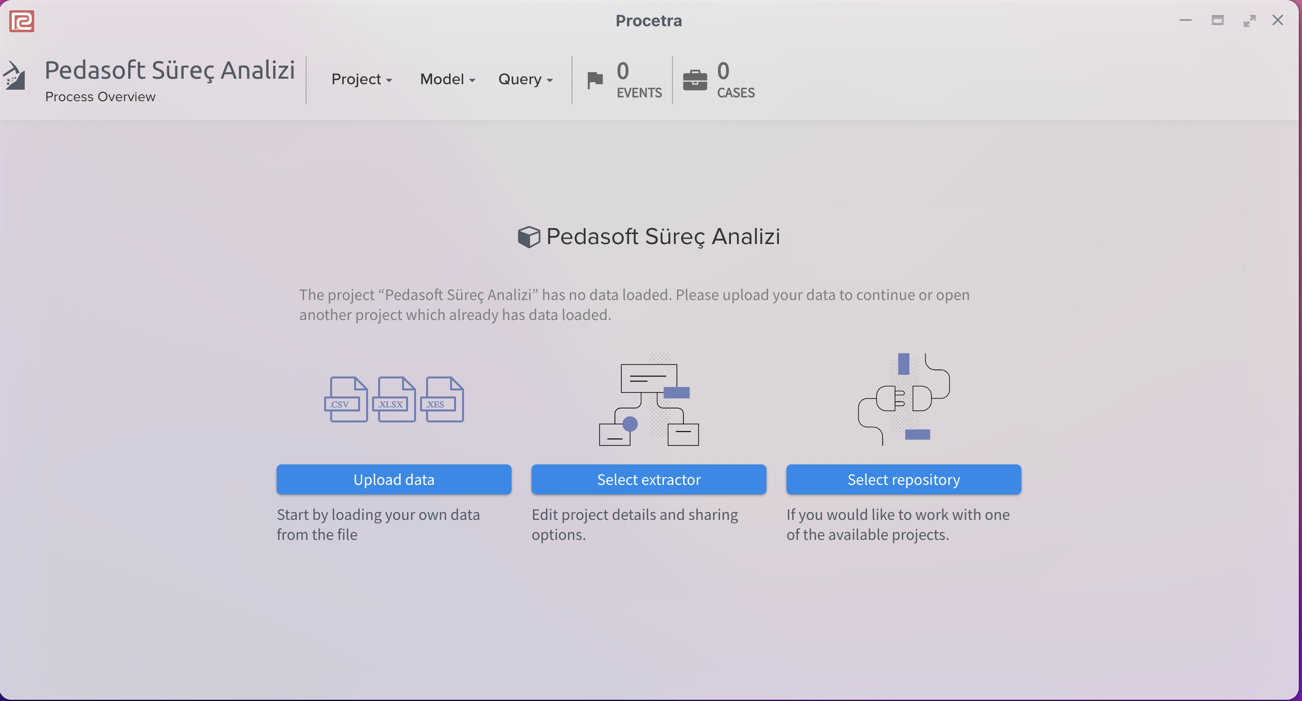 Procetra
Pedasoft Süreç Analizi
Process Overview
Project
Model
Query
0
EVENTS
0
CASES
Pedasoft Süreç Analizi
The project “Pedasoft Süreç Analizi” has no data loaded. Please upload your data to continue or open
another project which already has data loaded.
.CSV
.XLSX
.XES
Upload data
Select extractor
Select repository
Start by loading your own data
from the file
Edit project details and sharing
options.
If you would like to work with one
of the available projects.